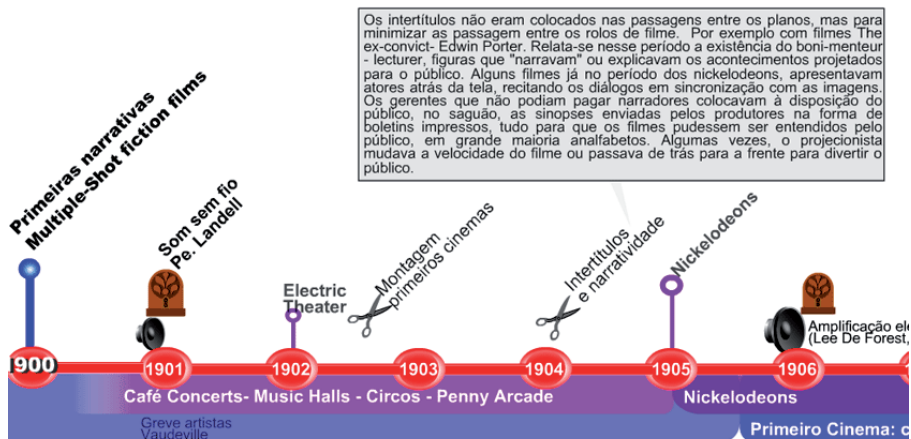 Os intertítulos não eram colocados nas passagens entre os planos, mas para
minimizar as passagem entre os rolos de filme. Por exemplo com filmes The
ex-convict- Edwin Porter. Relata-se nesse período a existência do boni-menteur
- lecturer, figuras que "narravam" ou explicavam os acontecimentos projetados
para o público. Alguns filmes já no período dos nickelodeons, apresentavam
atores atrás da tela, recitando os diálogos em sincronização com as imagens.
Os gerentes que não podiam pagar narradores colocavam à disposição do
público, no saguão, as sinopses enviadas pelos produtores na forma de
boletins impressos, tudo para que os filmes pudessem ser entendidos pelo
público, em grande maioria analfabetos. Algumas vezes, o projecionista
mudava a velocidade do filme ou passava de trás para a frente para divertir o
público.
Primeiras narrativas
Multiple-Shot fiction films
Som sem fio
Pe. Landell
Electric
Theater
Montagem
primeiros cinemas
Intertítulos
e narratividade
Nickelodeons
Amplificação ele
(Lee De Forest,
1900
1901
1902
1903
1904
1905
1906
Café Concerts- Music Halls - Circos - Penny Arcade
Nickelodeons
Greve artistas
Vaudeville
Primeiro Cinema: c